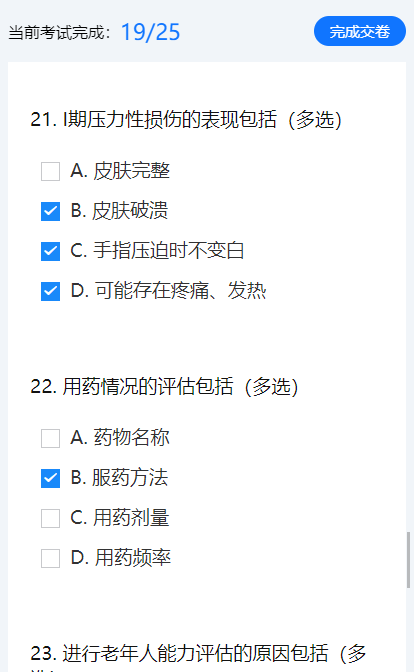 当前考试完成：19/25
完成交卷
21. I期压力性损伤的表现包括（多选）
A. 皮肤完整
B. 皮肤破溃
C. 手指压迫时不变白
D. 可能存在疼痛、发热
22. 用药情况的评估包括（多选）
A. 药物名称
B. 服药方法
C. 用药剂量
D. 用药频率
23. 进行老年人能力评估的原因包括（多